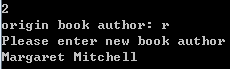 2
origin book author: r
Please enter new book author
Margaret Mitchell